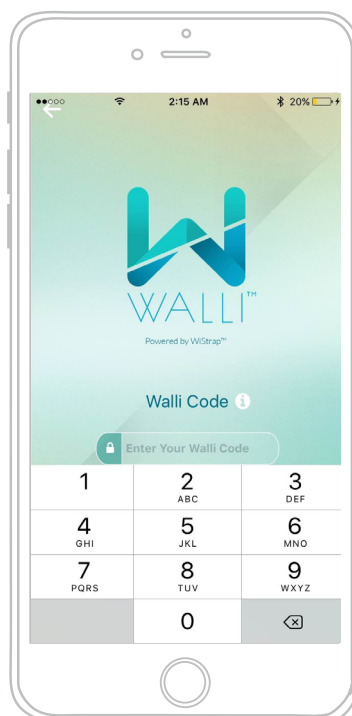 2:15 AM 20%
WALLI™
Powered by WiStrap™
Walli Code i
Enter Your Walli Code
1 2 3
ABC DEF
4 5 6
GHI JKL MNO
7 8 9
PQRS TUV WXYZ
0